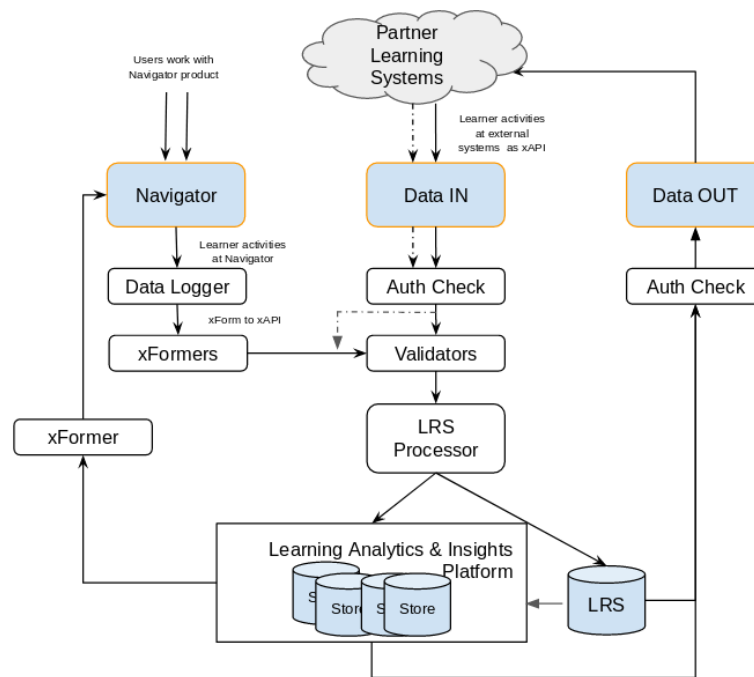 Partner
Learning
Systems
Users work with
Navigator product
Learner activities
at external
systems as xAPI
Navigator
Data IN
Data OUT
Learner activities
at Navigator
Data Logger
Auth Check
Auth Check
xForm to xAPI
xFormers
Validators
xFormer
LRS
Processor
Learning Analytics & Insights
Platform
Store
Store
LRS